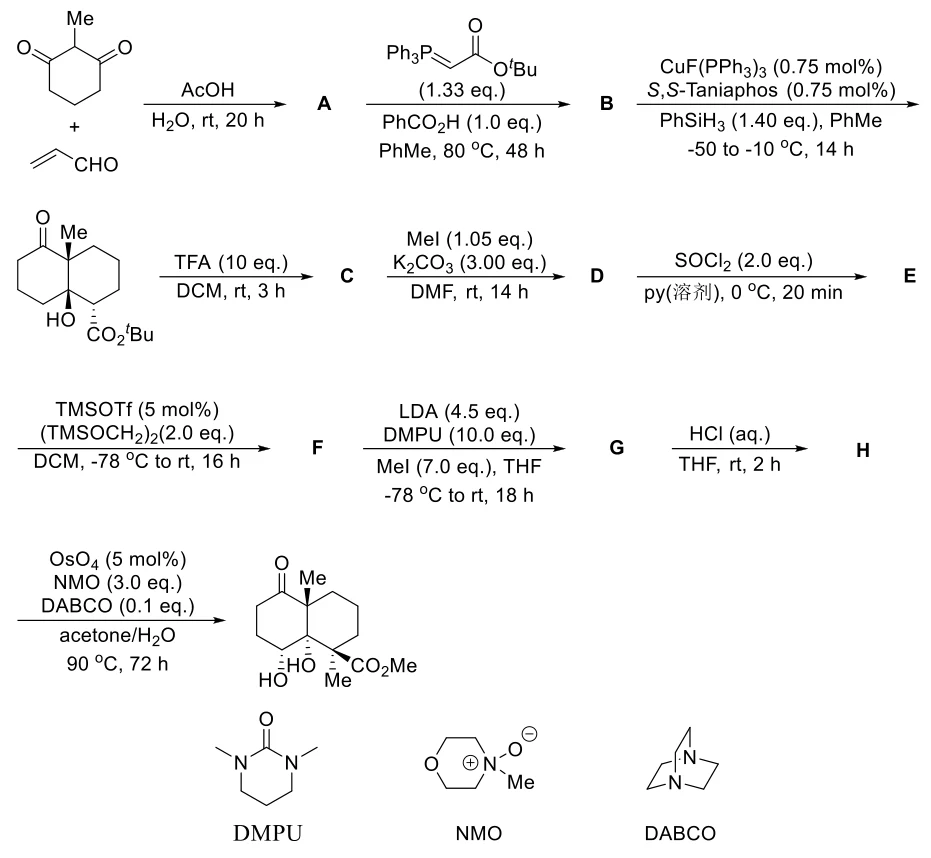 Me
O O
+
CHO
AcOH
H2O, rt, 20 h
A
O
Ph3P
OtBu
(1.33 eq.)
PhCO2H (1.0 eq.)
PhMe, 80 oC, 48 h
B
CuF(PPh3)3 (0.75 mol%)
S,S-Taniaphos (0.75 mol%)
PhSiH3 (1.40 eq.), PhMe
-50 to -10 oC, 14 h
O
Me
HO
CO2tBu
TFA (10 eq.)
DCM, rt, 3 h
C
MeI (1.05 eq.)
K2CO3 (3.00 eq.)
DMF, rt, 14 h
D
SOCl2 (2.0 eq.)
py(溶剂), 0 oC, 20 min
E
TMSOTf (5 mol%)
(TMSOCH2)2(2.0 eq.)
DCM, -78 oC to rt, 16 h
F
LDA (4.5 eq.)
DMPU (10.0 eq.)
MeI (7.0 eq.), THF
-78 oC to rt, 18 h
G
HCl (aq.)
THF, rt, 2 h
H
OsO4 (5 mol%)
NMO (3.0 eq.)
DABCO (0.1 eq.)
acetone/H2O
90 oC, 72 h
O
Me
HO
HO
CO2Me
Me
O
N N
DMPU
O
N
+
O
−
Me
NMO
N
N
DABCO